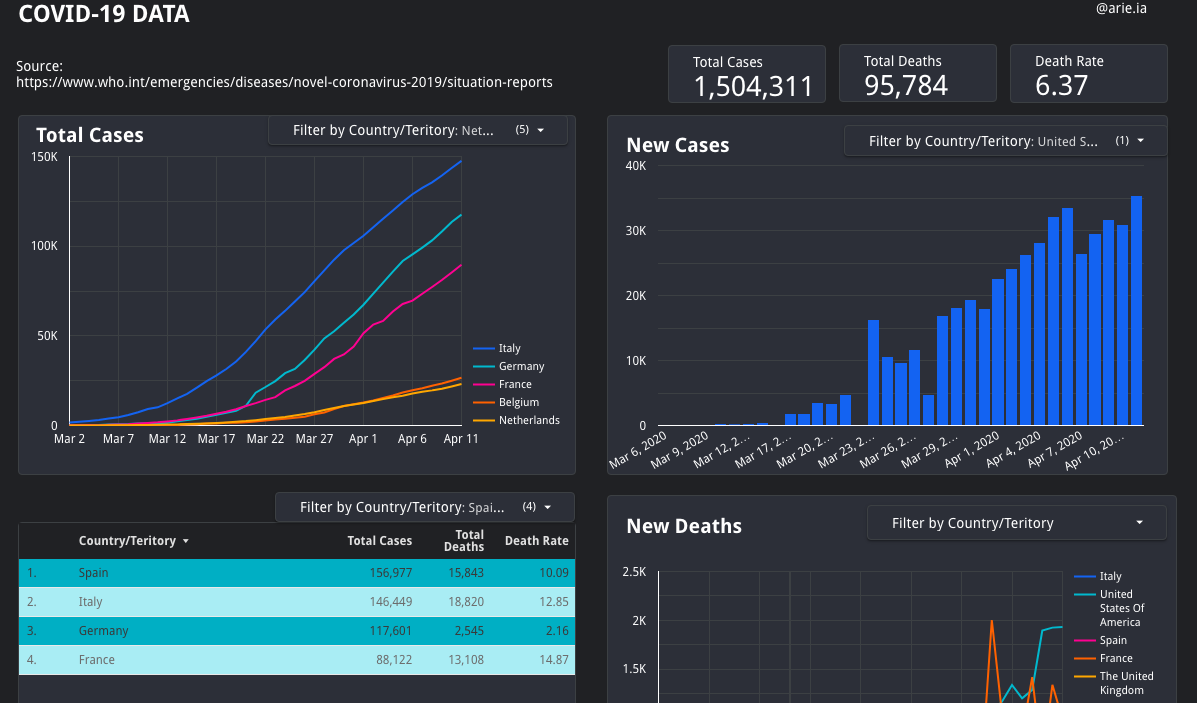 COVID-19 DATA
@arie.ia
Source:
https://www.who.int/emergencies/diseases/novel-coronavirus-2019/situation-reports
Total Cases
1,504,311
Total Deaths
95,784
Death Rate
6.37
Total Cases
Filter by Country/Teritory: Net... (5)
150K
100K
50K
0
Mar 2 Mar 7 Mar 12 Mar 17 Mar 22 Mar 27 Apr 1 Apr 6 Apr 11
Italy
Germany
France
Belgium
Netherlands
New Cases
Filter by Country/Teritory: United S... (1)
40K
30K
20K
10K
0
Mar 6, 2020 Mar 9, 2020 Mar 12, 2... Mar 17, 2... Mar 20, 2... Mar 23, 2... Mar 26, 2... Mar 29, 2... Apr 1, 2020 Apr 4, 2020 Apr 7, 2020 Apr 10, 20...
Filter by Country/Teritory: Spai... (4)
Country/Teritory Total Cases Total Deaths Death Rate
1. Spain 156,977 15,843 10.09
2. Italy 146,449 18,820 12.85
3. Germany 117,601 2,545 2.16
4. France 88,122 13,108 14.87
New Deaths
Filter by Country/Teritory
2.5K
2K
1.5K
Italy
United
States Of
America
Spain
France
The United
Kingdom